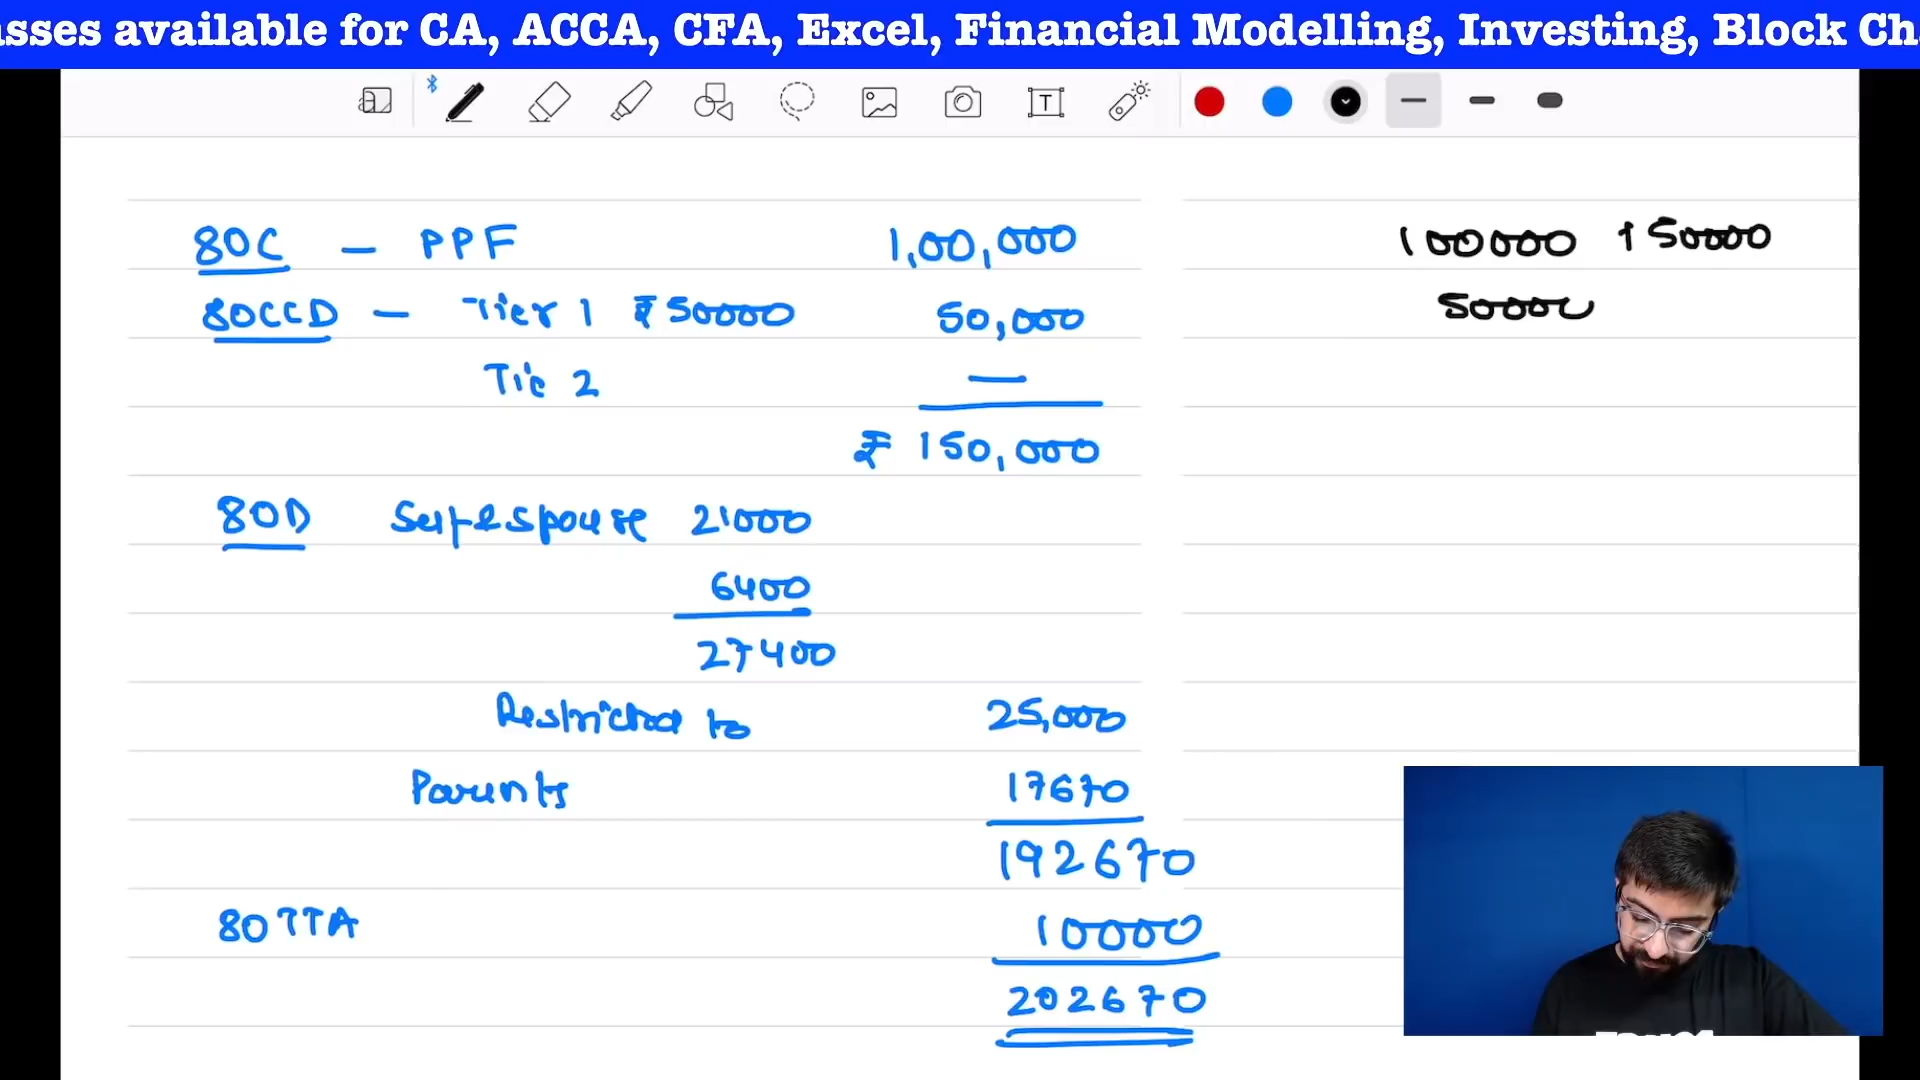 asses available for CA, ACCA, CFA, Excel, Financial Modelling, Investing, Block Ch
T
80C - PPF 1,00,000 100000 150000
80CCD - Tier 1 ₹50000 50,000 50000
Tie 2 —
₹ 150,000
80D Self & spouse 21000
6400
27400
Restricted to 25,000
Parents 17670
192670
80TTA 10000
202670